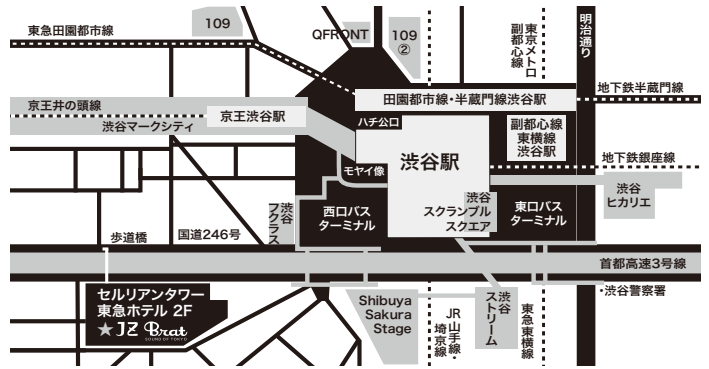 109
QFRONT
109
②
東急田園都市線
東京メトロ
副都心線
明治通り
地下鉄半蔵門線
田園都市線・半蔵門線渋谷駅
京王井の頭線
京王渋谷駅
渋谷マークシティ
ハチ公口
渋谷駅
副都心線
東横線
渋谷駅
地下鉄銀座線
モヤイ像
渋谷
ヒカリエ
渋谷
スクランブル
スクエア
渋谷
フクラス
西口バス
ターミナル
東口バス
ターミナル
歩道橋
国道246号
首都高速3号線
・渋谷警察署
セルリアンタワー
東急ホテル 2F
★JZ Brat
SOUND OF TOKYO
Shibuya
Sakura
Stage
JR山手線・
埼京線
渋谷
ストリーム
東急東横線